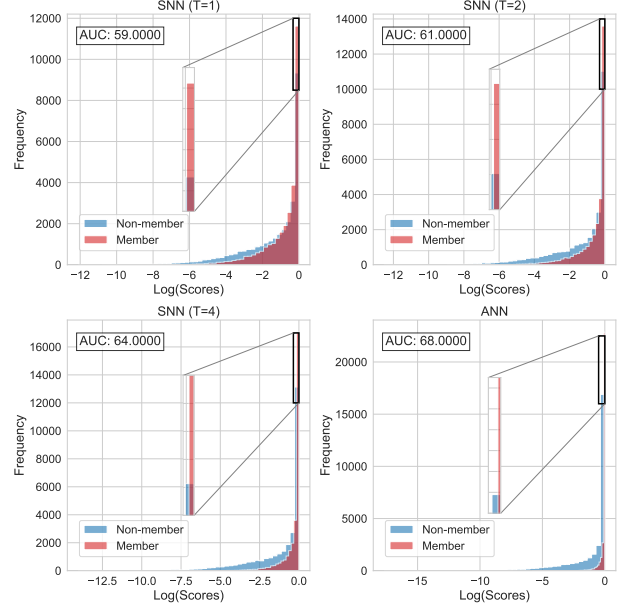 SNN (T=1)
AUC: 59.0000
Frequency
12000
10000
8000
6000
4000
2000
0
Non-member
Member
−12
−10
−8
−6
−4
−2
0
Log(Scores)
SNN (T=2)
AUC: 61.0000
Frequency
14000
12000
10000
8000
6000
4000
2000
0
Non-member
Member
−12
−10
−8
−6
−4
−2
0
Log(Scores)
SNN (T=4)
AUC: 64.0000
Frequency
16000
14000
12000
10000
8000
6000
4000
2000
0
Non-member
Member
−12.5
−10.0
−7.5
−5.0
−2.5
0.0
Log(Scores)
ANN
AUC: 68.0000
Frequency
20000
15000
10000
5000
0
Non-member
Member
−15
−10
−5
0
Log(Scores)